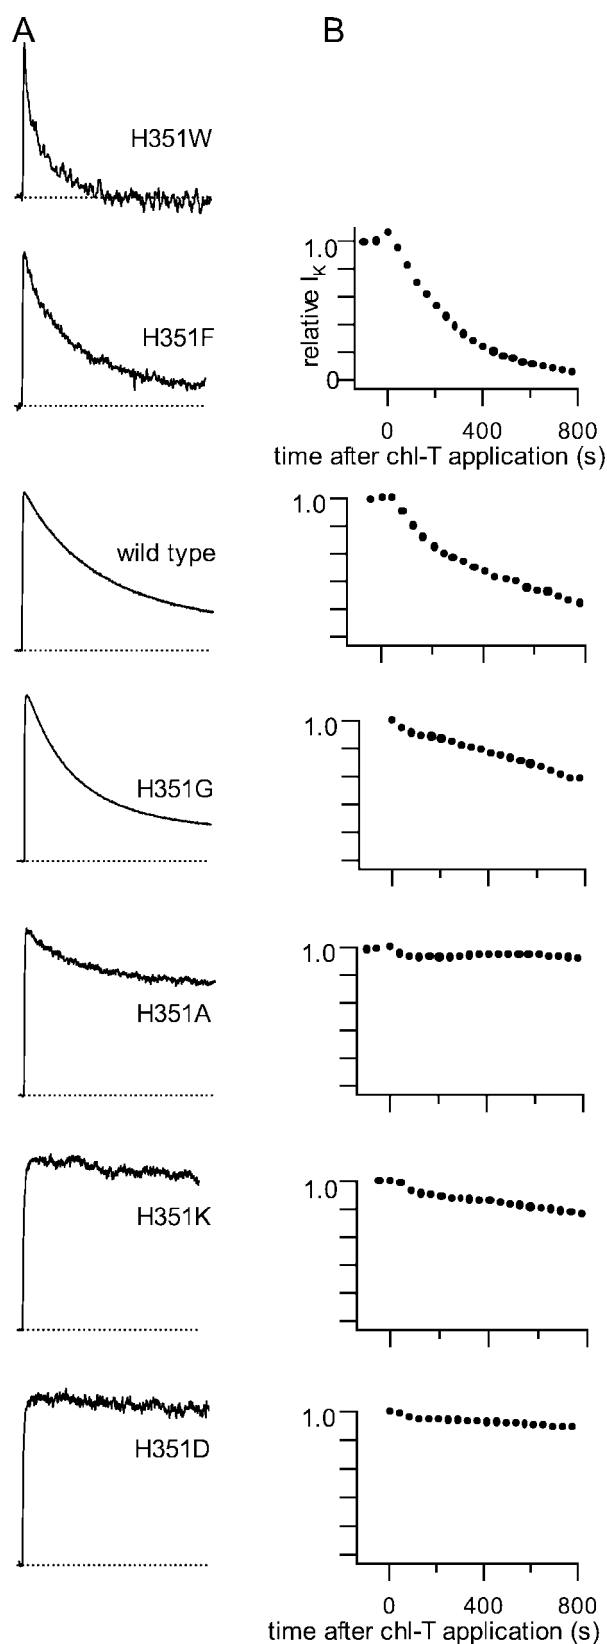 A
B
H351W
H351F
1.0
relative I_K
0
0 400 800
time after chl-T application (s)
wild type
1.0
H351G
1.0
H351A
1.0
H351K
1.0
H351D
1.0
0 400 800
time after chl-T application (s)